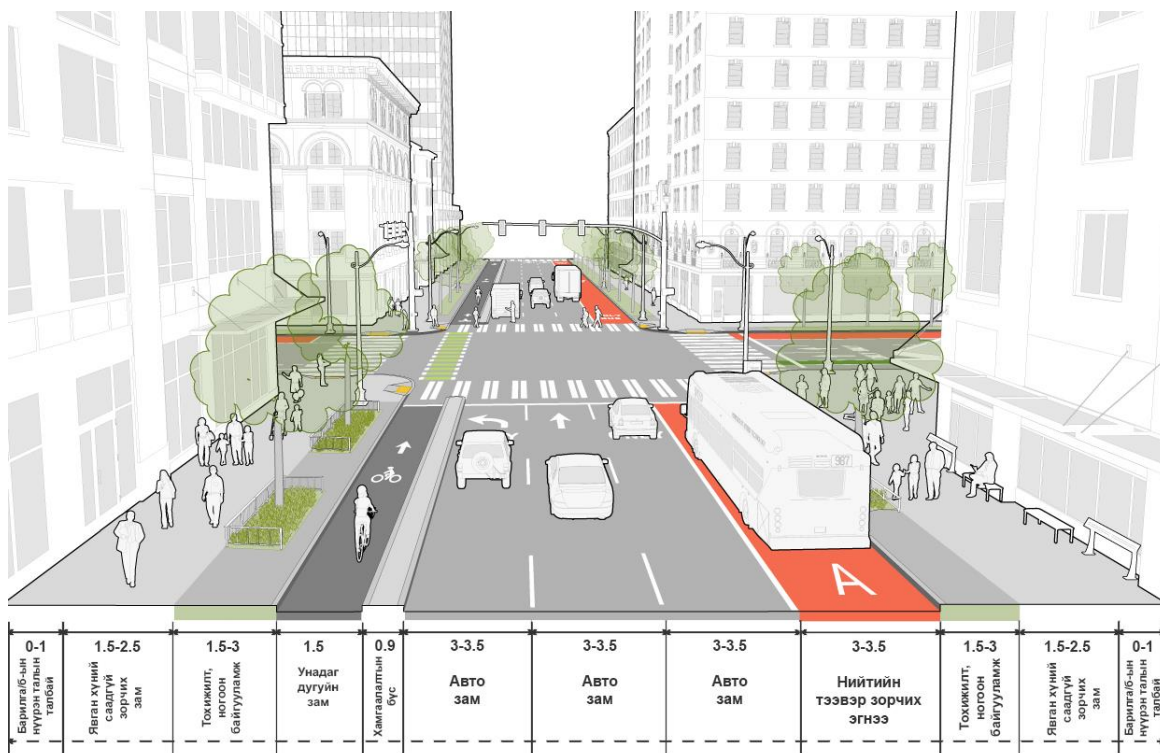 987
A
0-1
Барилга/б-ын
нүүрэн талын
талбай
1.5-2.5
Явган хүний
саадгүй
зорчих
зам
1.5-3
Тохижилт,
ногоон
байгууламж
1.5
Унадаг
дугуйн
зам
0.9
Хамгаалалтын
бүс
3-3.5
Авто
зам
3-3.5
Авто
зам
3-3.5
Авто
зам
3-3.5
Нийтийн
тээвэр зорчих
эгнээ
1.5-3
Тохижилт,
ногоон
байгууламж
1.5-2.5
Явган хүний
саадгүй
зорчих
зам
0-1
Барилга/б-ын
нүүрэн талын
талбай